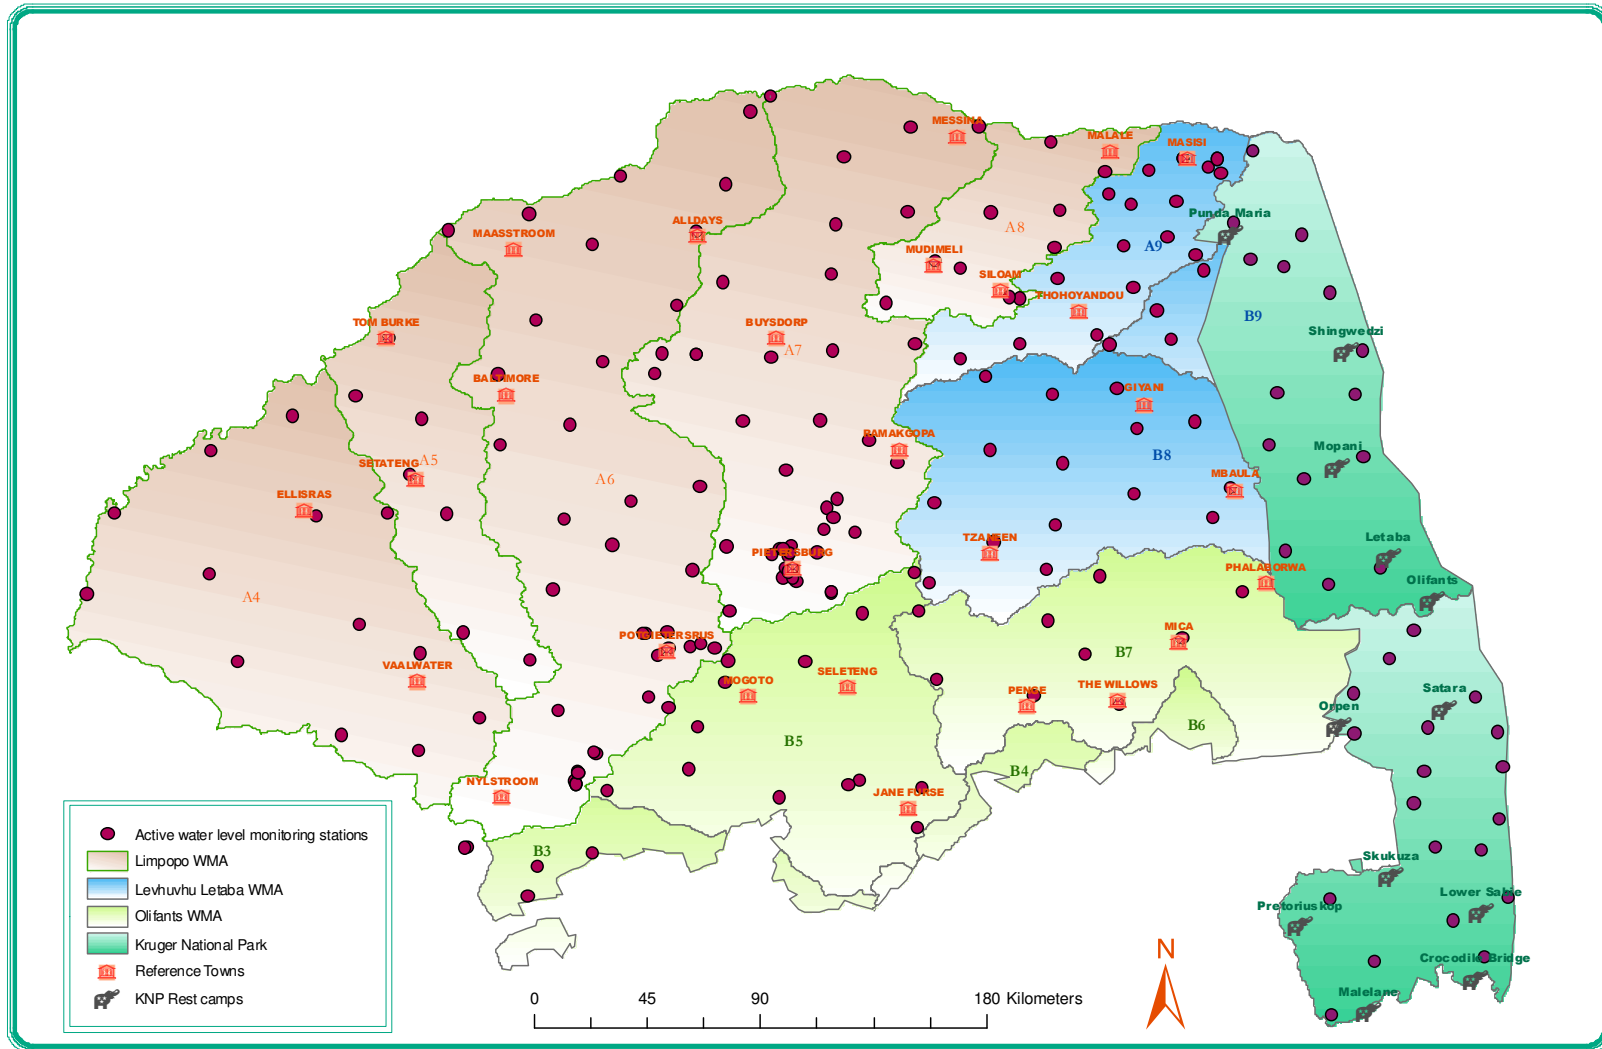 MESSINA
MALALE
MASISI
Punda Maria
ALLDAYS
A8
MAASSTROOM
A9
MUDIMELI
SILOAM
THOHOYANDOU
B9
TOM BURKE
BUYSDORP
Shingwedzi
A7
BALTIMORE
GIYANI
RAMAKGOPA
Mopani
SETATENG
A5
B8
MBAULA
A6
ELLISRAS
TZANEEN
Letaba
PIETERSBURG
PHALABORWA
Olifants
A4
MICA
POTGIETERSRUS
B7
VAALWATER
SELETENG
MOGOTO
PENGE
THE WILLOWS
Satara
Orpen
B6
B5
B4
NYLSTROOM
JANE FURSE
B3
Skukuza
Lower Sabie
Pretoriuskop
Crocodile Bridge
Malelane
Active water level monitoring stations
Limpopo WMA
Levhuvhu Letaba WMA
Olifants WMA
Kruger National Park
Reference Towns
KNP Rest camps
0 45 90 180 Kilometers
N